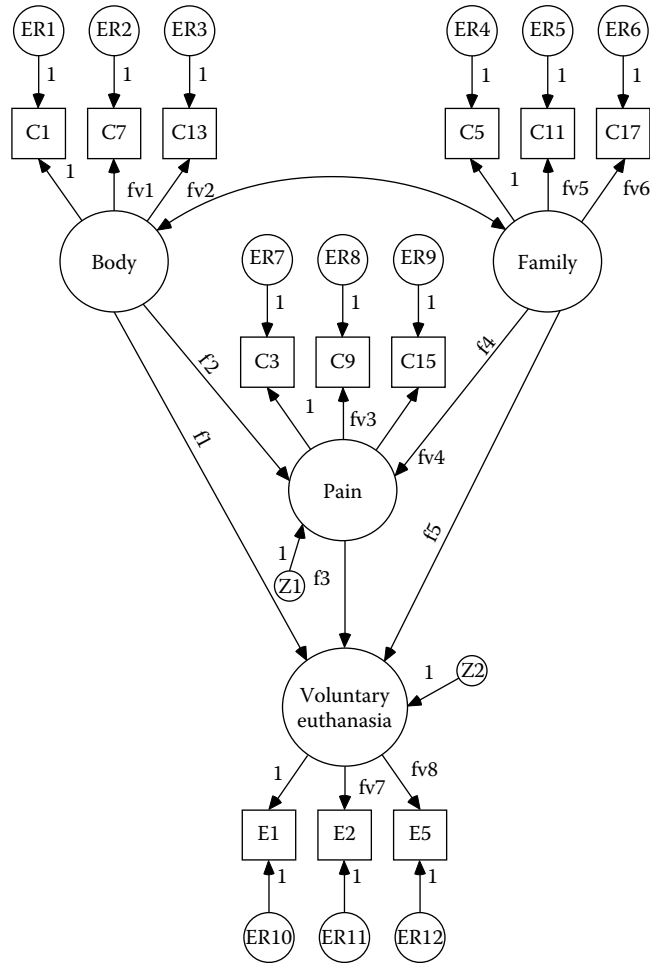 ER1 ER2 ER3 ER4 ER5 ER6
1 1 1 1 1 1
C1 C7 C13 C5 C11 C17
1 fv1 fv2 1 fv5 fv6
Body Family
ER7 ER8 ER9
1 1 1
C3 C9 C15
f2 f4
1 fv3 fv4
f1 f5
Pain
1 Z1 f3
Z2 1
Voluntary
euthanasia
1 fv7 fv8
E1 E2 E5
1 1 1
ER10 ER11 ER12